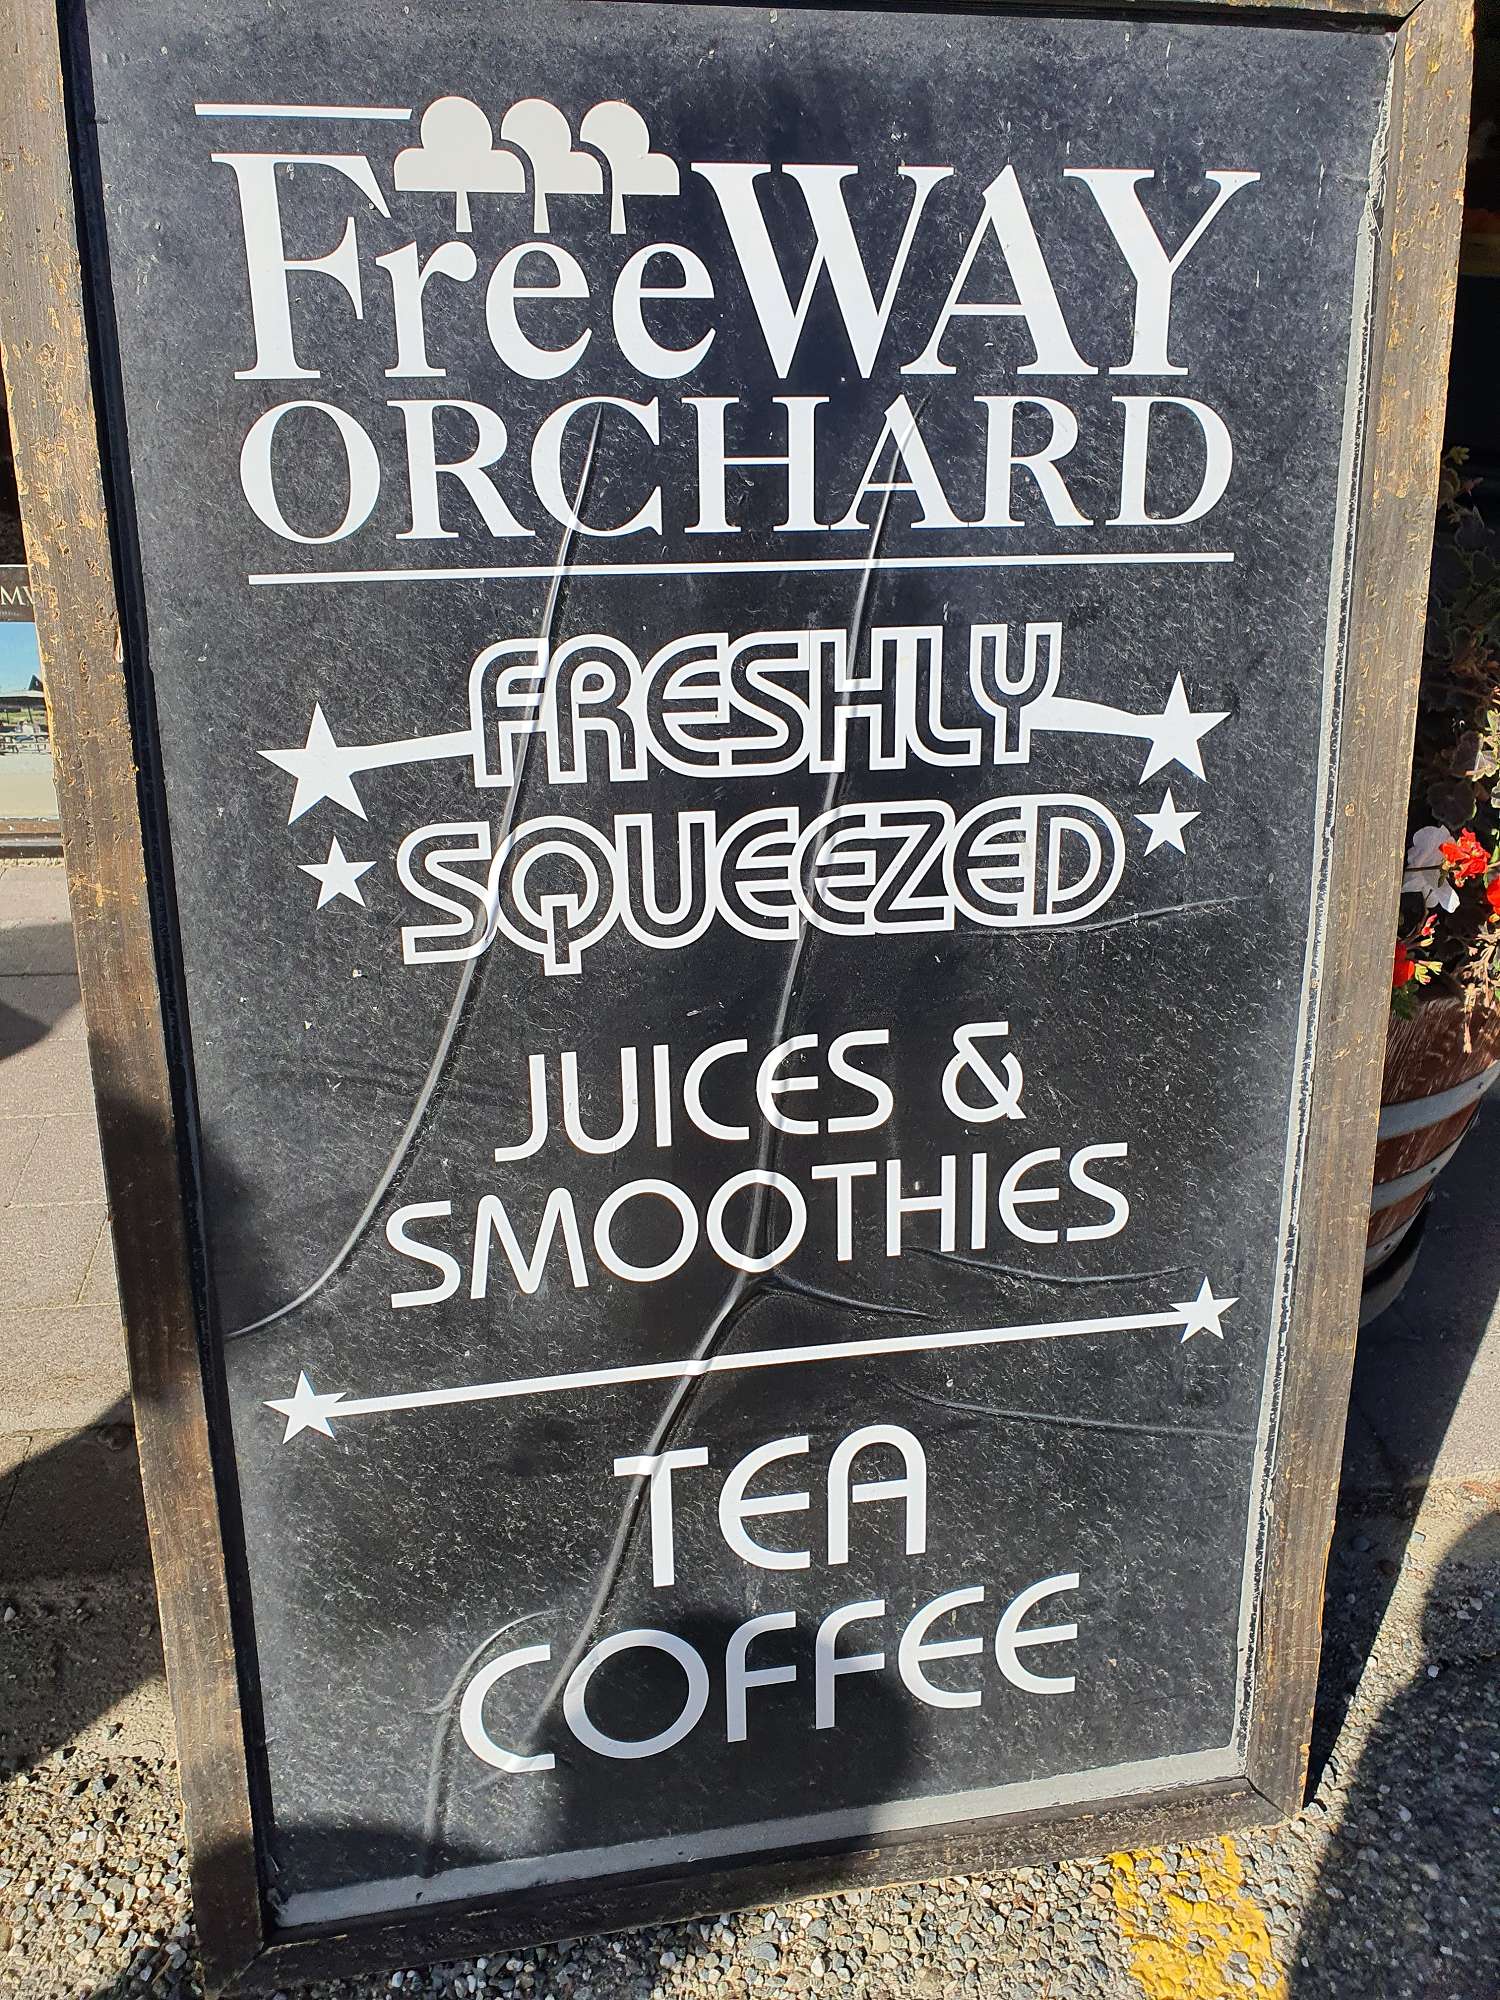 FreeWAY
ORCHARD
FRESHLY
SQUEEZED
JUICES &
SMOOTHIES
TEA
COFFEE